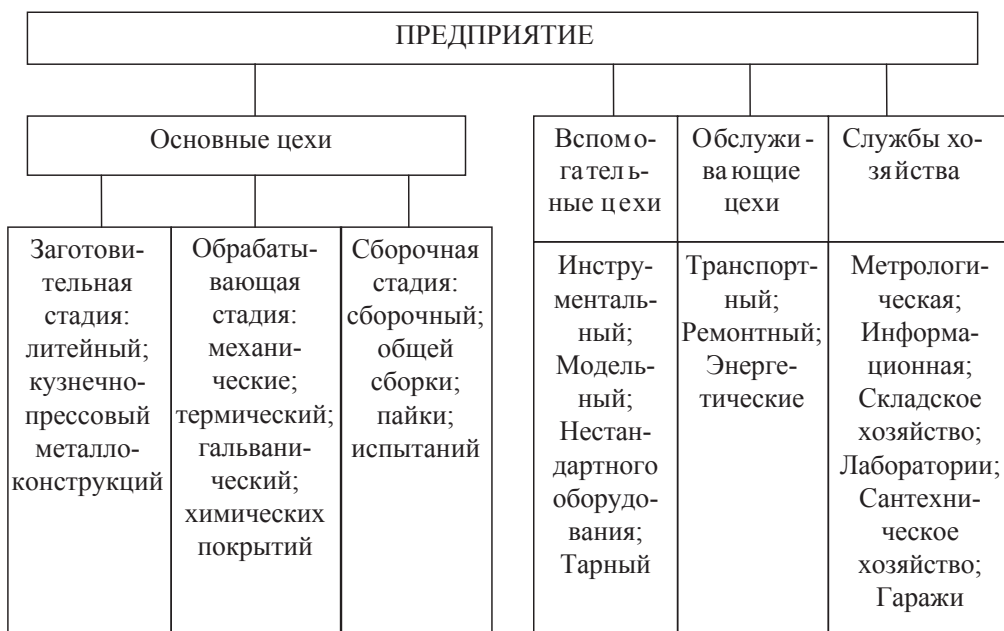 ПРЕДПРИЯТИЕ
Основные цехи
Заготови-
тельная
стадия:
литейный;
кузнечно-
прессовый
металло-
конструкций
Обрабаты-
вающая
стадия:
механи-
ческие;
термический;
гальвани-
ческий;
химических
покрытий
Сборочная
стадия:
сборочный;
общей
сборки;
пайки;
испытаний
Вспомо-
гатель-
ные цехи
Инстру-
менталь-
ный;
Модель-
ный;
Нестан-
дартного
оборудо-
вания;
Тарный
Обслужи-
вающие
цехи
Транспорт-
ный;
Ремонтный;
Энерге-
тические
Службы хо-
зяйства
Метрологи-
ческая;
Информа-
ционная;
Складское
хозяйство;
Лаборатории;
Сантехни-
ческое
хозяйство;
Гаражи